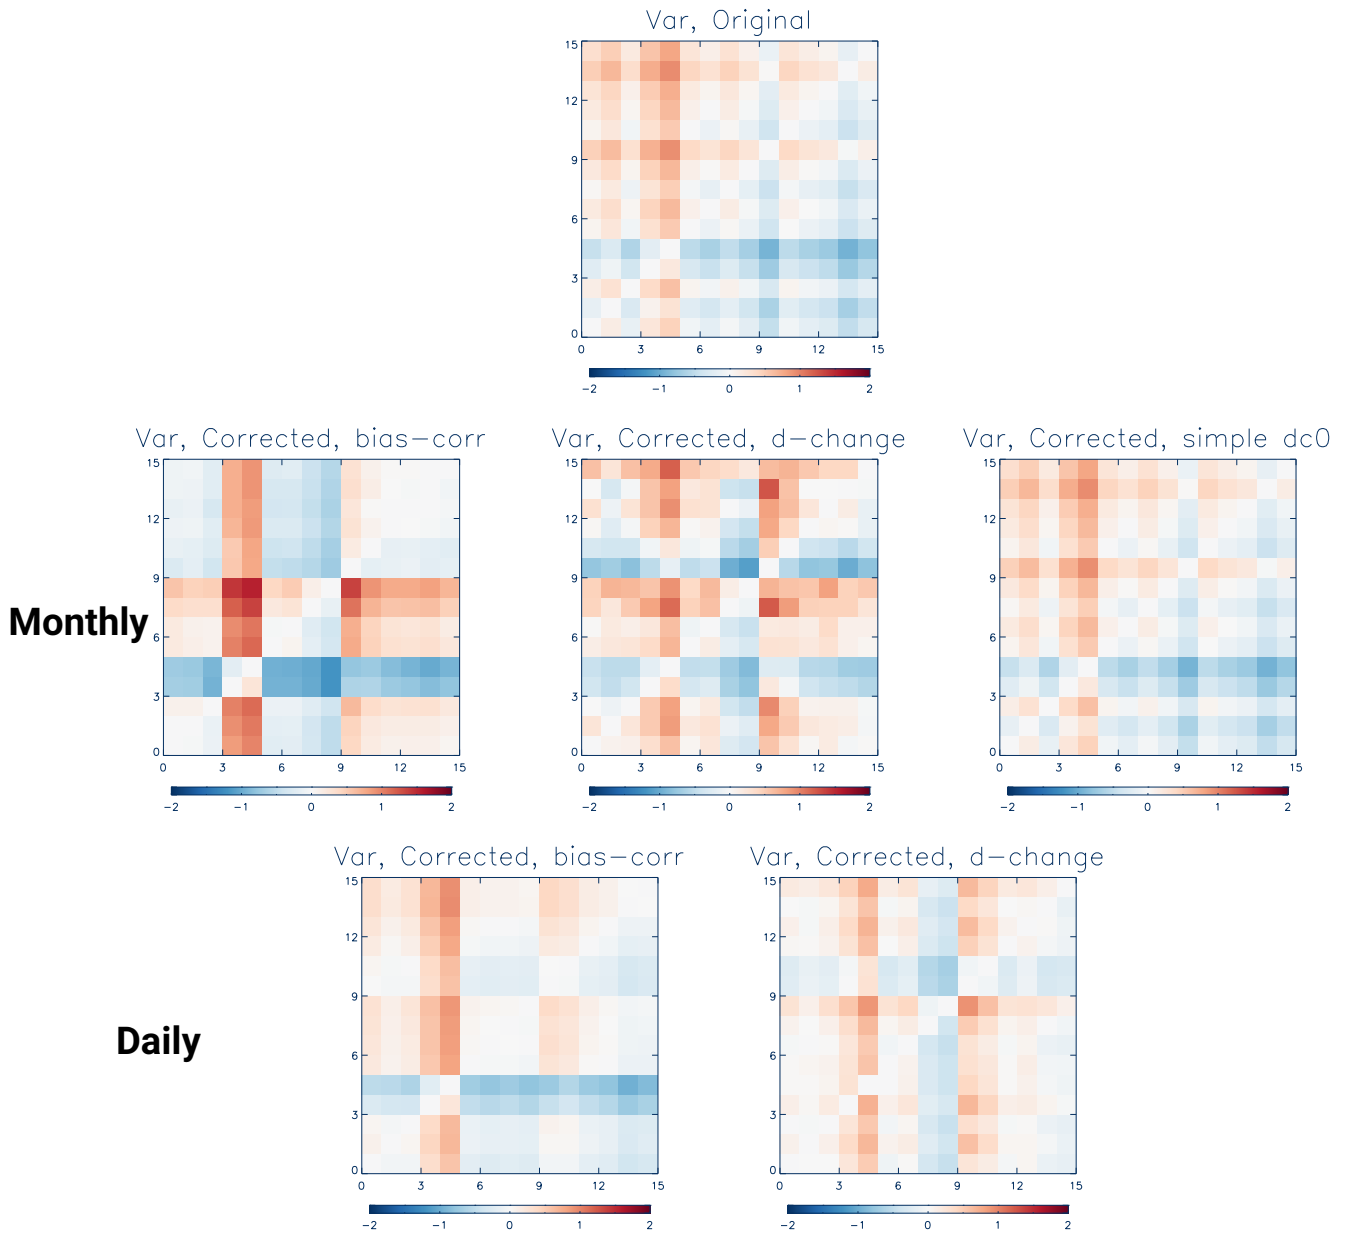 Var, Original
15
12
9
6
3
0
0 3 6 9 12 15
−2 −1 0 1 2
Var, Corrected, bias−corr
15
12
9
6
3
0
0 3 6 9 12 15
−2 −1 0 1 2
Var, Corrected, d−change
15
12
9
6
3
0
0 3 6 9 12 15
−2 −1 0 1 2
Var, Corrected, simple dc0
15
12
9
6
3
0
0 3 6 9 12 15
−2 −1 0 1 2
Monthly
Var, Corrected, bias−corr
15
12
9
6
3
0
0 3 6 9 12 15
−2 −1 0 1 2
Var, Corrected, d−change
15
12
9
6
3
0
0 3 6 9 12 15
−2 −1 0 1 2
Daily